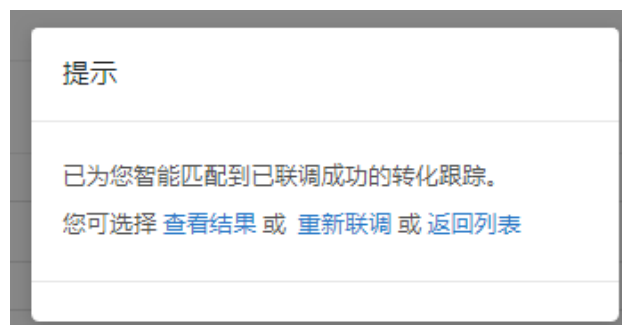 提示
已为您智能匹配到已联调成功的转化跟踪。
您可选择 查看结果 或 重新联调 或 返回列表